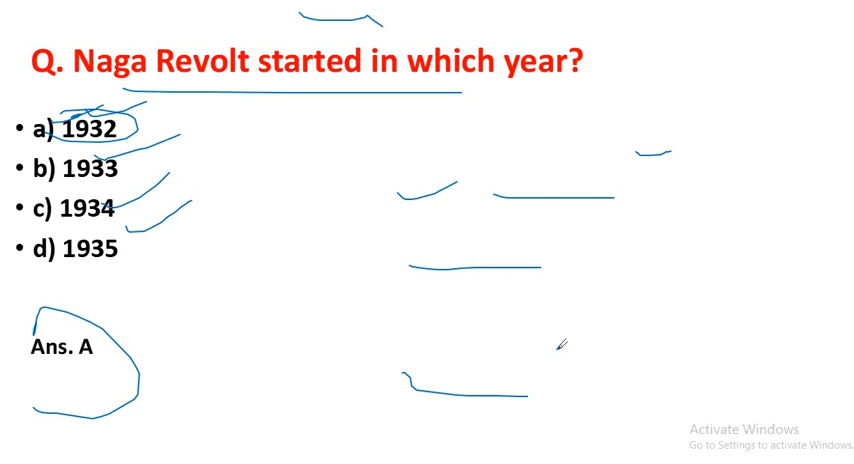 Q. Naga Revolt started in which year?
• a) 1932
• b) 1933
• c) 1934
• d) 1935
Ans. A
Activate Windows
Go to Settings to activate Windows.